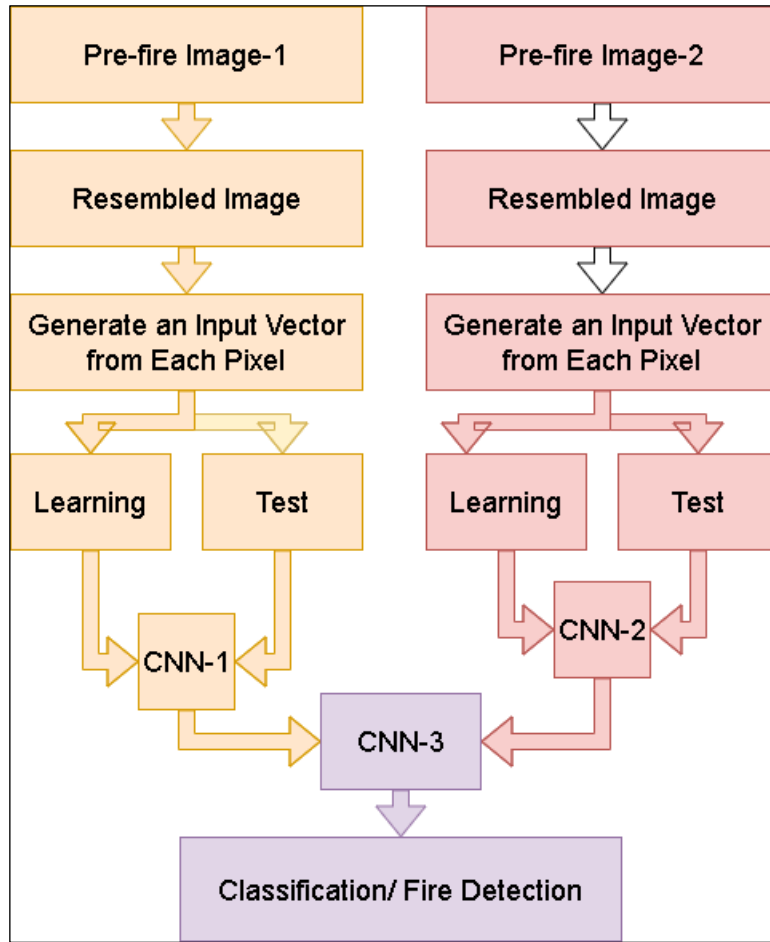 Pre-fire Image-1
Pre-fire Image-2
Resembled Image
Resembled Image
Generate an Input Vector
from Each Pixel
Generate an Input Vector
from Each Pixel
Learning
Test
Learning
Test
CNN-1
CNN-2
CNN-3
Classification/ Fire Detection